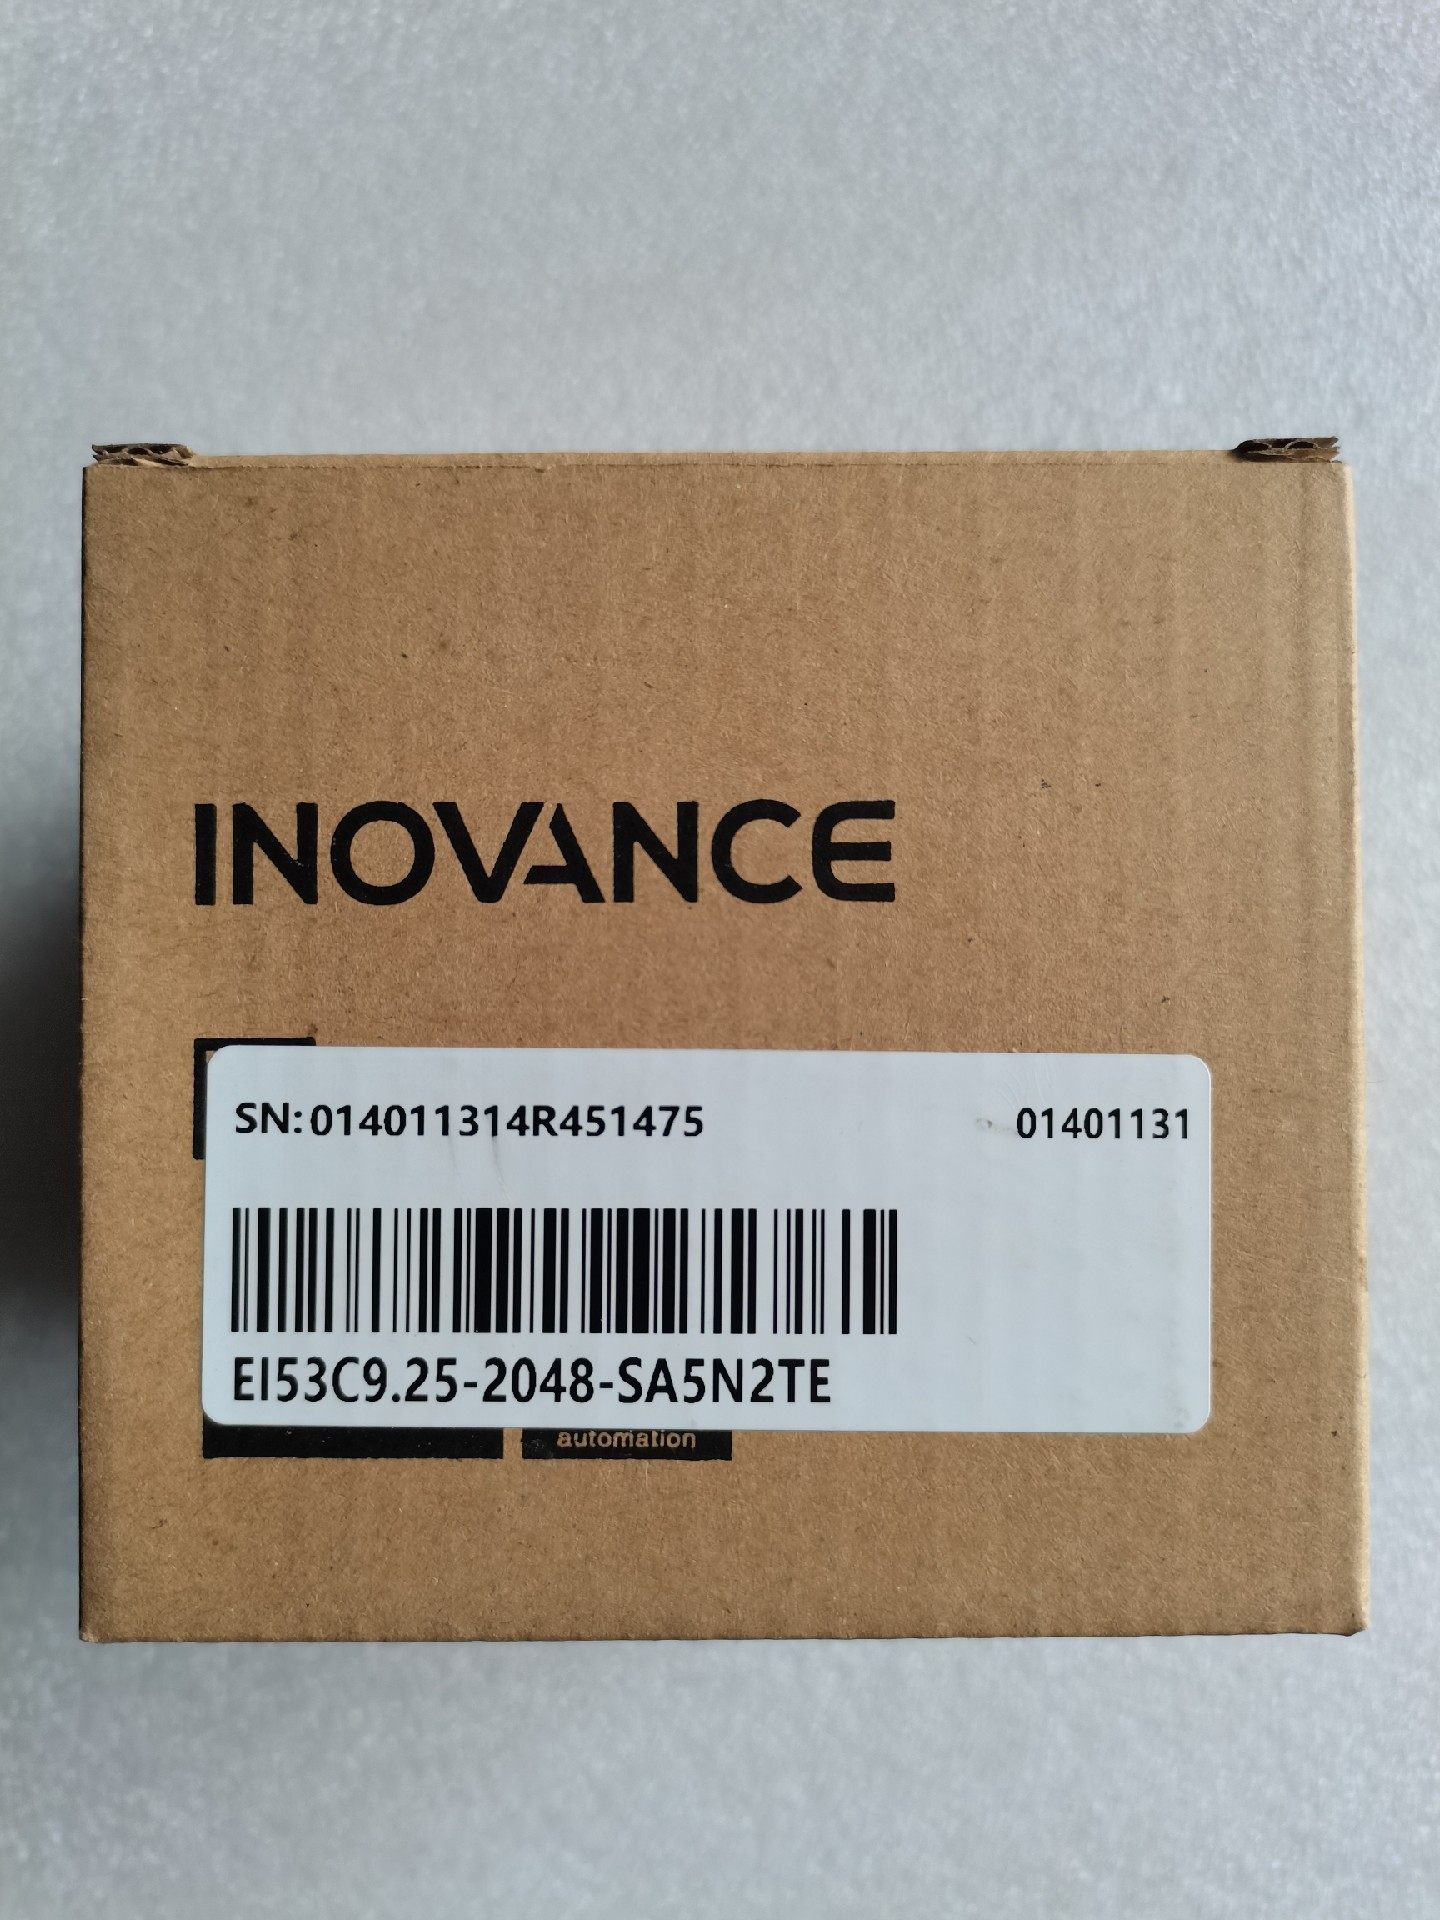 INOVANCE
SN:014011314R451475 01401131
EI53C9.25-2048-SA5N2TE
automation